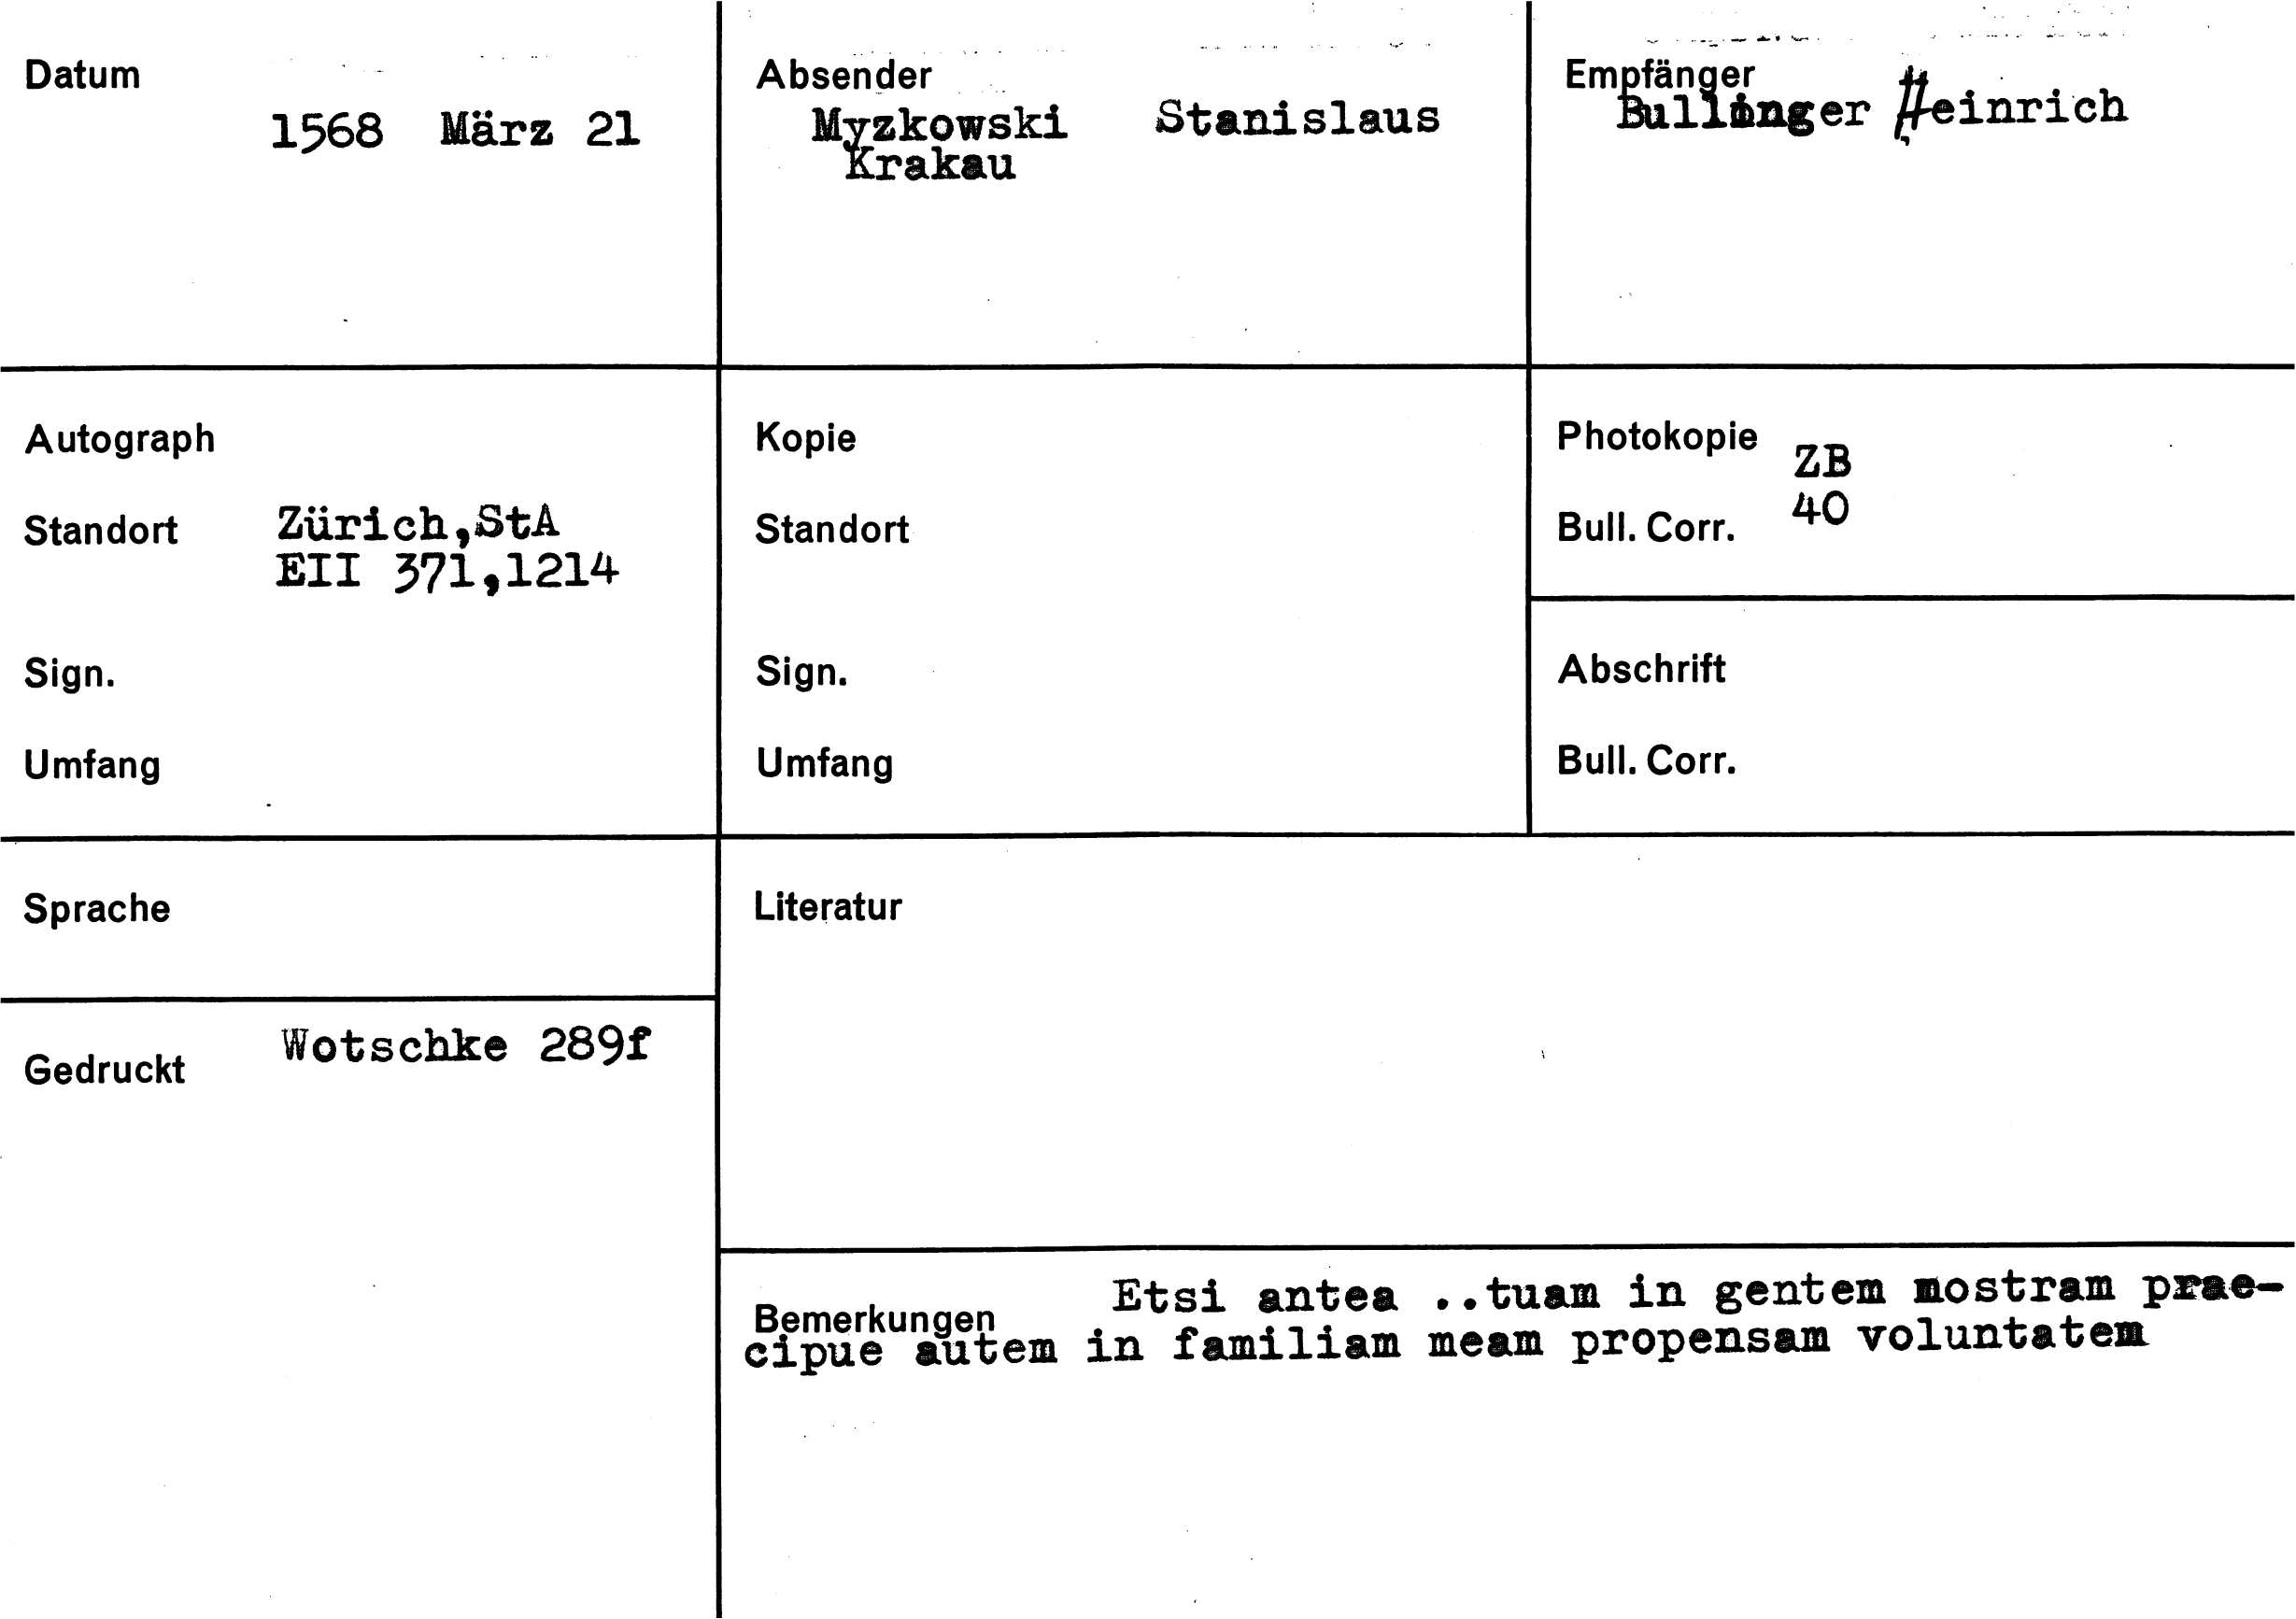 Datum
1568 März 21
Absender
Myzkowski Stanislaus
Krakau
Empfänger
Bullinger Heinrich
Autograph
Standort Zürich,StA
EII 371,1214
Sign.
Umfang
Kopie
Standort
Sign.
Umfang
Photokopie ZB
Bull. Corr. 40
Abschrift
Bull. Corr.
Sprache
Literatur
Gedruckt Wotschke 289f
Bemerkungen Etsi antea ..tuam in gentem nostram prae-
cipue autem in familiam meam propensam voluntatem